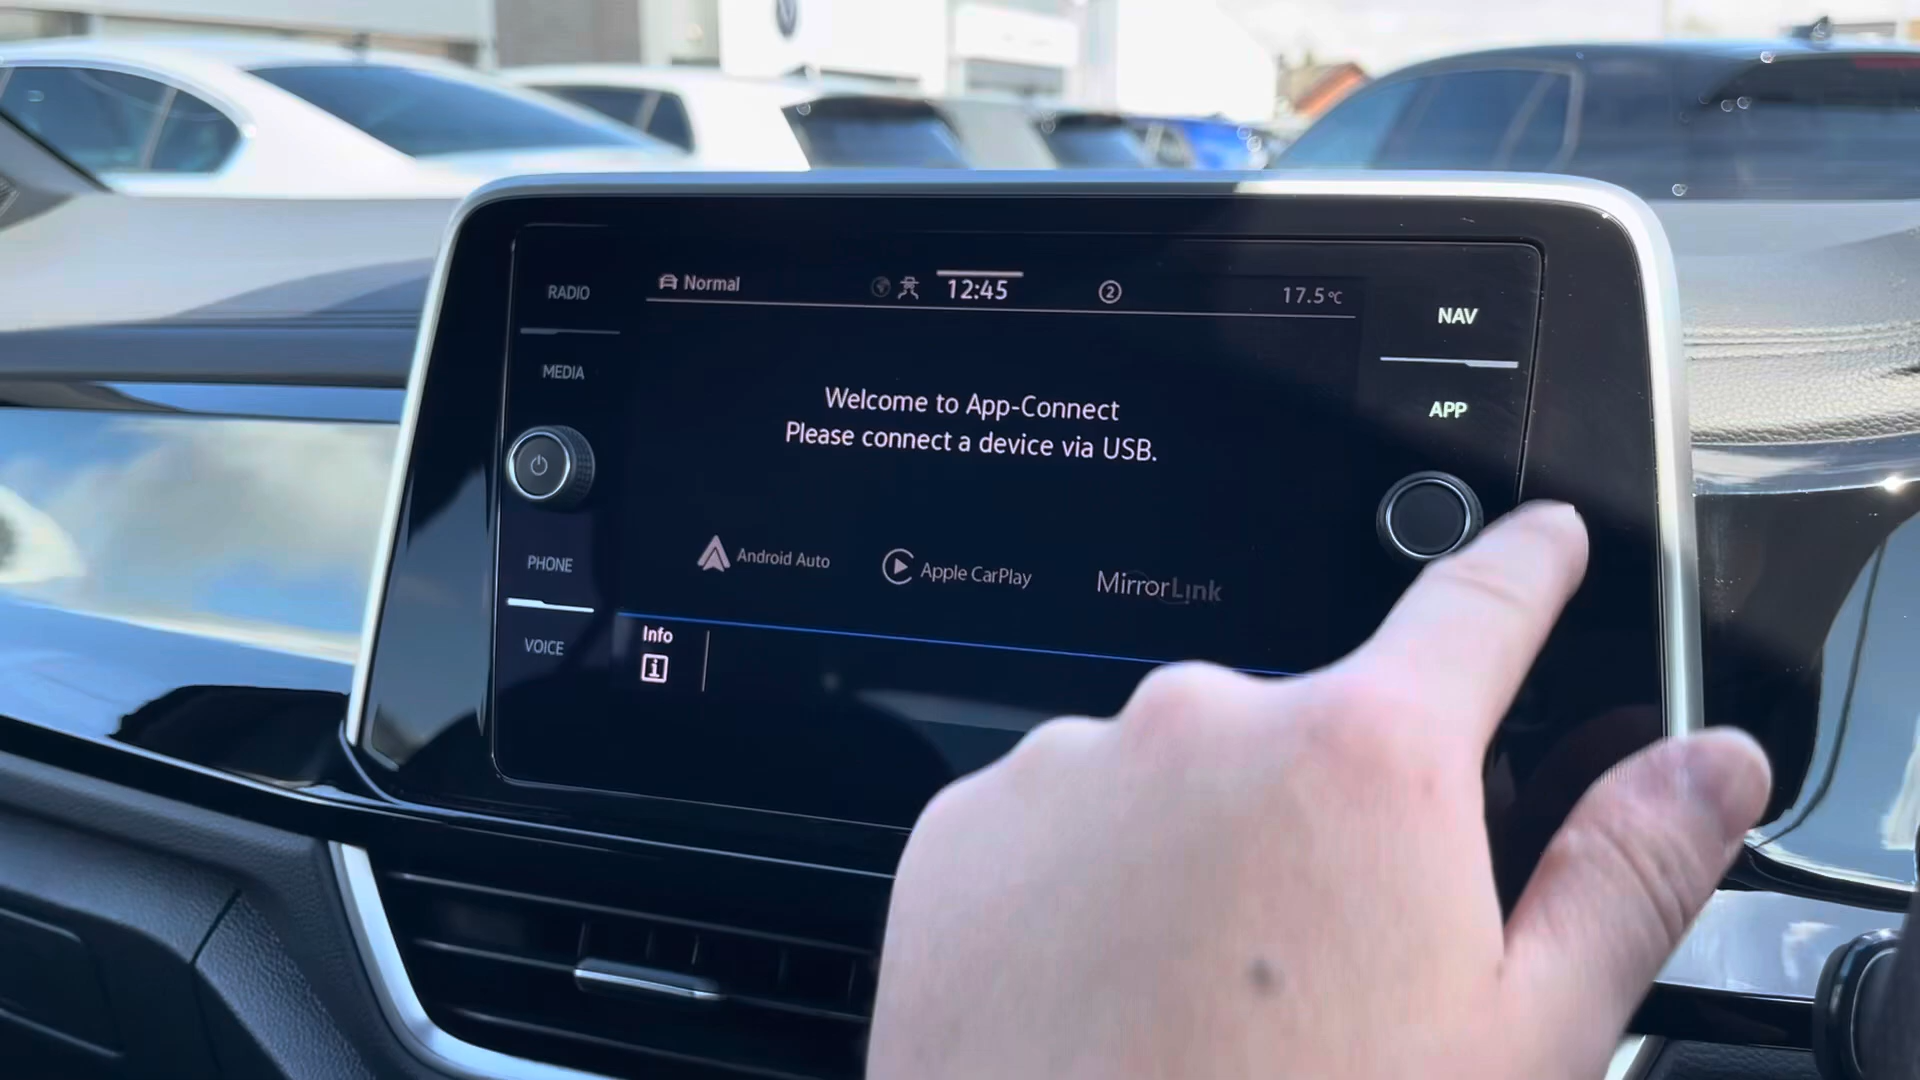 RADIO
MEDIA
PHONE
VOICE
Normal
12:45
2
17.5°C
Welcome to App-Connect
Please connect a device via USB.
Android Auto
Apple CarPlay
MirrorLink
Info
NAV
APP